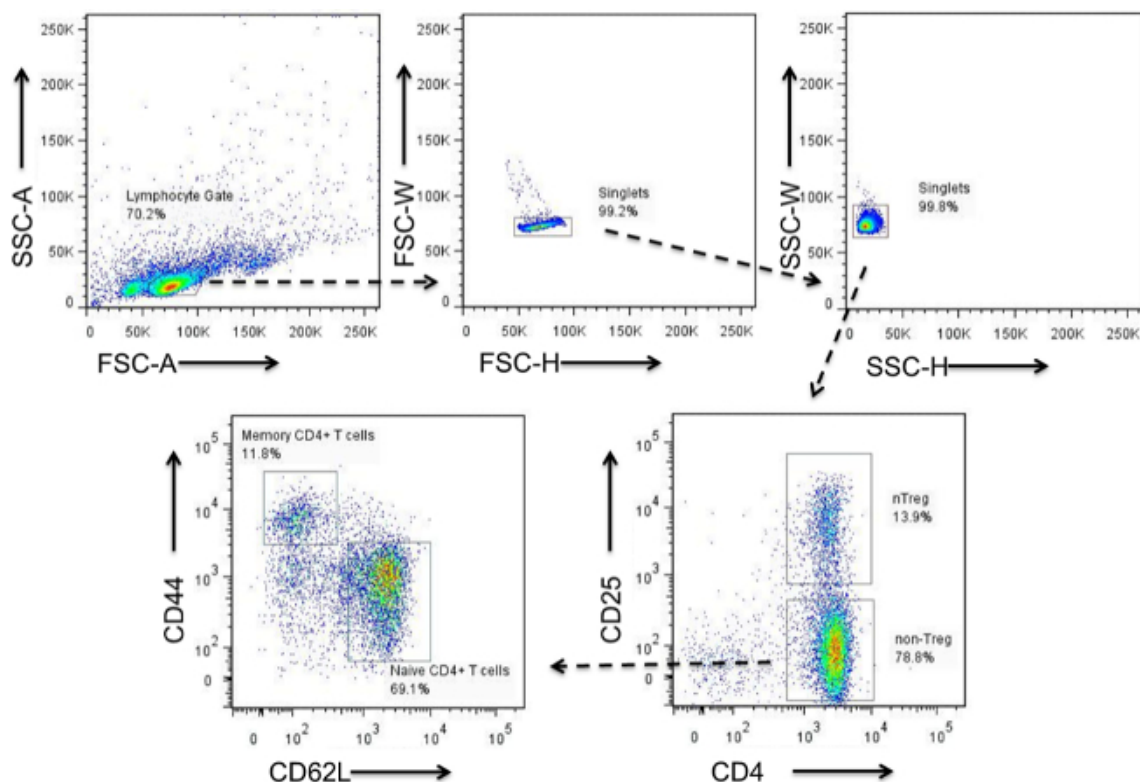 250K
200K
150K
100K
50K
0
SSC-A
Lymphocyte Gate
70.2%
0 50K 100K 150K 200K 250K
FSC-A
250K
200K
150K
100K
50K
0
FSC-W
Singlets
99.2%
0 50K 100K 150K 200K 250K
FSC-H
250K
200K
150K
100K
50K
0
SSC-W
Singlets
99.8%
0 50K 100K 150K 200K 250K
SSC-H
Memory CD4+ T cells
11.8%
10^5
10^4
10^3
10^2
0
CD44
Naive CD4+ T cells
69.1%
0 10^2 10^3 10^4 10^5
CD62L
10^5
10^4
10^3
10^2
0
CD25
nTreg
13.9%
non-Treg
78.8%
0 10^2 10^3 10^4 10^5
CD4